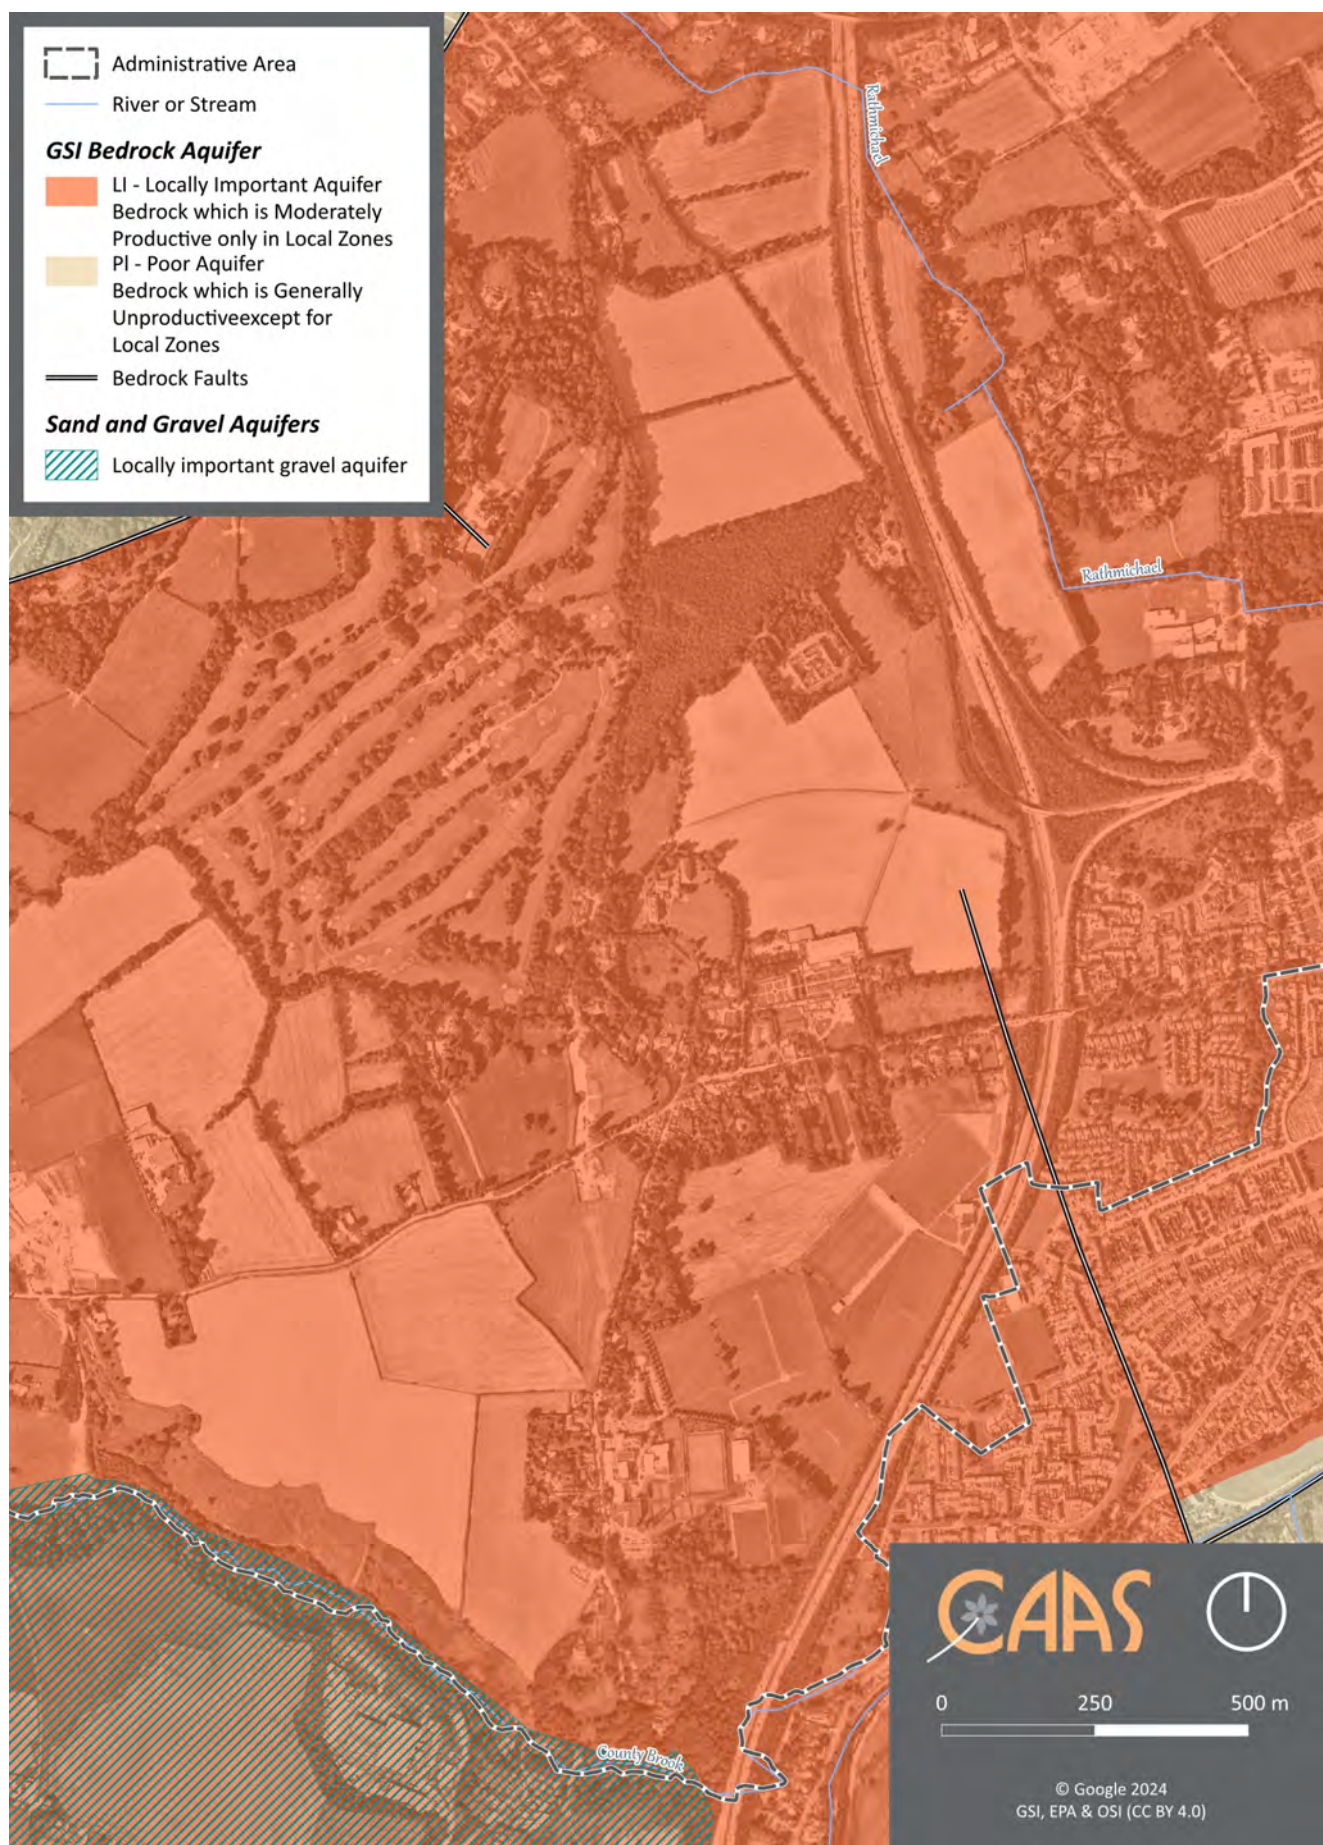 Administrative Area
River or Stream
GSI Bedrock Aquifer
LI - Locally Important Aquifer
Bedrock which is Moderately
Productive only in Local Zones
Pl - Poor Aquifer
Bedrock which is Generally
Unproductiveexcept for
Local Zones
Bedrock Faults
Sand and Gravel Aquifers
Locally important gravel aquifer
Rathmichael
Rathmichael
County Brook
CAAS
0 250 500 m
© Google 2024
GSI, EPA & OSI (CC BY 4.0)